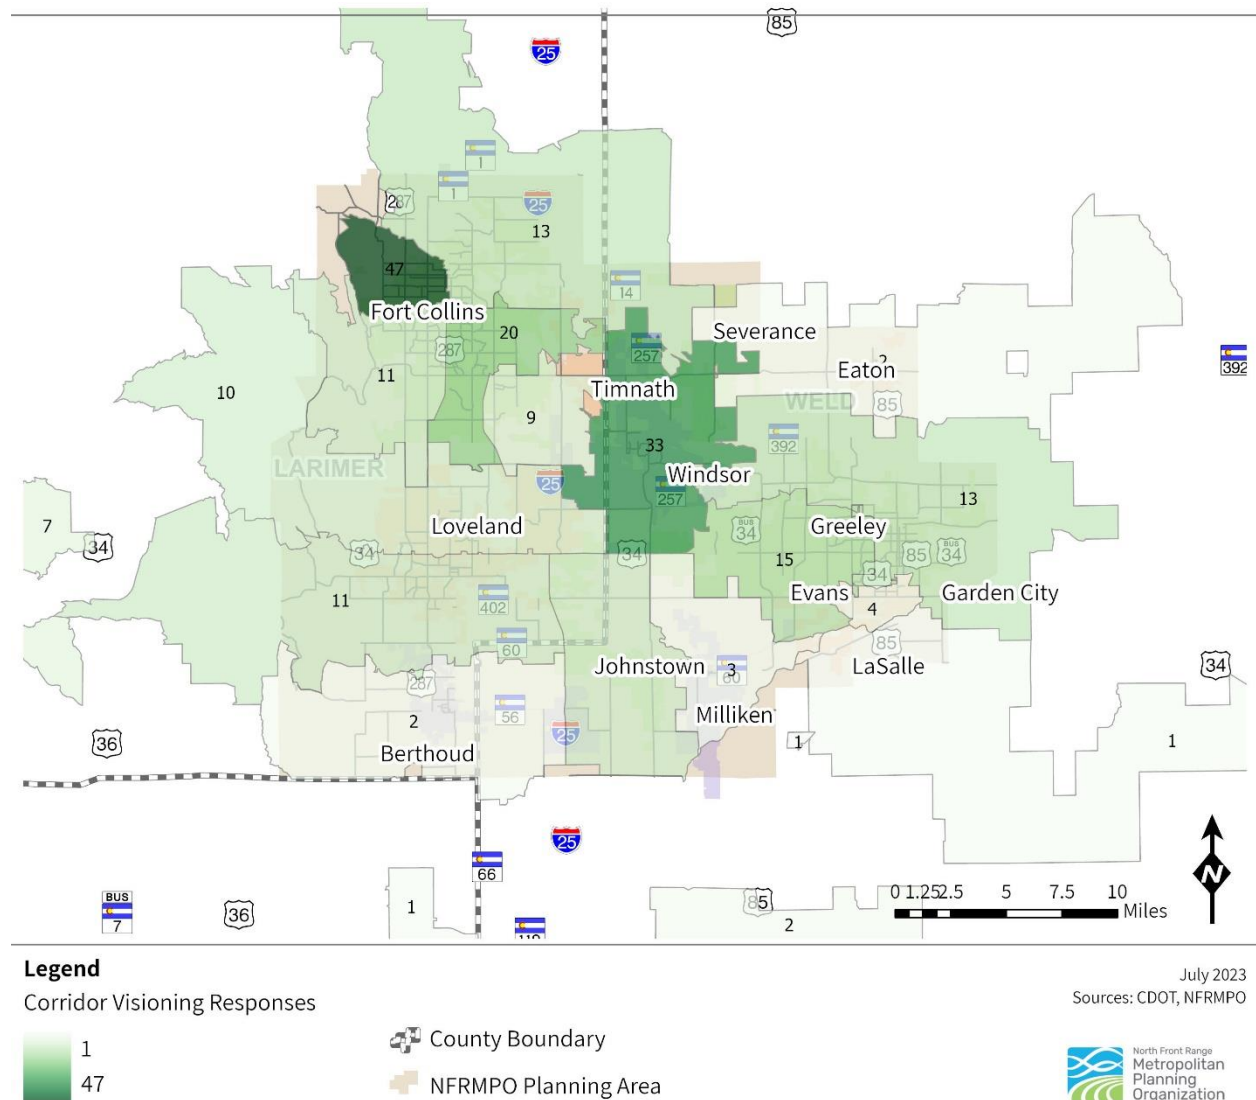 85
25
1
1
287
25
13
47
14
Fort Collins
Severance
20
257
287
2
392
Eaton
11
Timnath
10
WELD
85
9
33
392
LARIMER
Windsor
25
257
13
7
34
Loveland
BUS
34
Greeley
34
34
15
85
BUS
34
34
11
402
Evans
4
Garden City
60
85
Johnstown
3
60
LaSalle
34
287
56
Milliken
2
36
Berthoud
25
1
1
25
66
BUS
7
36
1
85
2
0 1.25 2.5 5 7.5 10
Miles
N
119
Legend
July 2023
Corridor Visioning Responses
Sources: CDOT, NFRMPO
1
47
County Boundary
NFRMPO Planning Area
North Front Range
Metropolitan
Planning
Organization